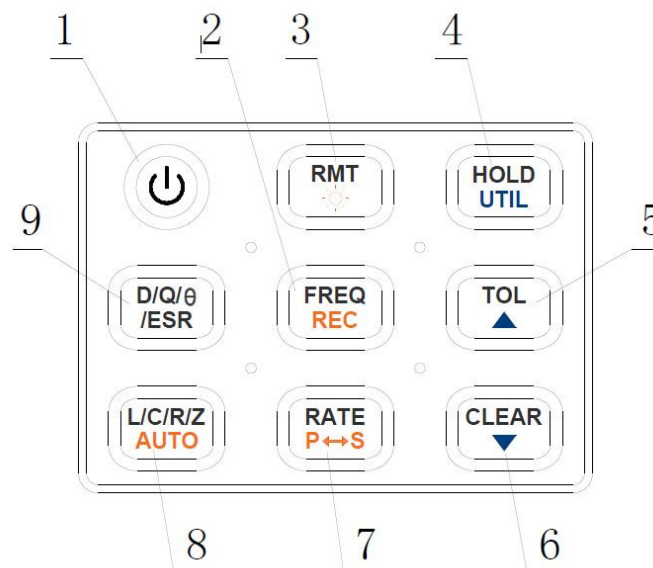 1
2
3
4
RMT
HOLD
UTIL
9
5
D/Q/θ
/ESR
FREQ
REC
TOL
L/C/R/Z
AUTO
RATE
P↔S
CLEAR
8
7
6